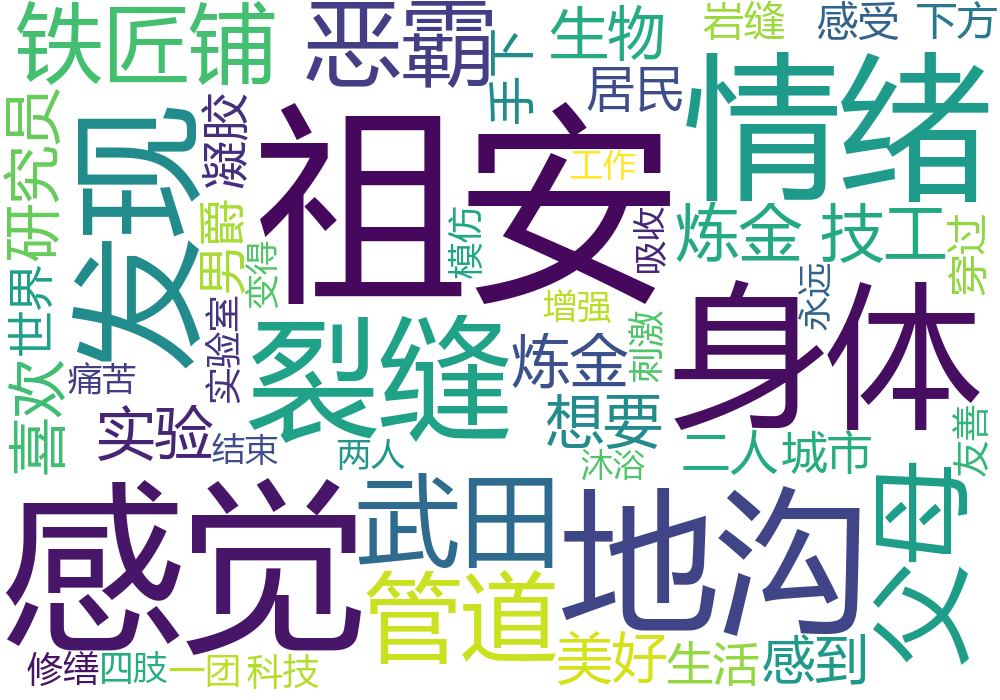 铁匠铺
恶霸
生物
岩缝
感受
下方
手下
居民
情绪
研究员
发现
凝胶
祖安
工作
男爵
模仿
吸收
炼金 技工
穿过
变得
世界
实验室
增强
刺激
永远
裂缝
炼金
身体
喜欢
痛苦
实验
想要
结束
两人
沐浴
二人
城市
友善
感觉
武田
地沟
父母
管道
美好
生活
感到
修缮
四肢
一团
科技